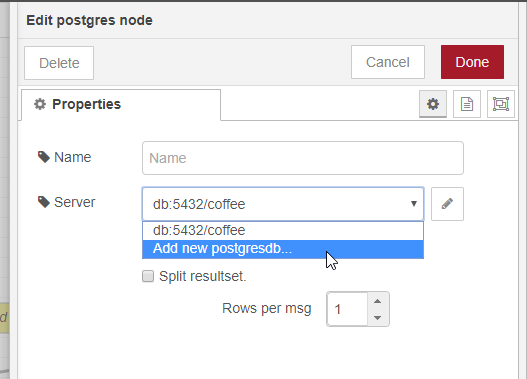 Edit postgres node
Delete
Cancel
Done
Properties
Name
Name
Server
db:5432/coffee
db:5432/coffee
Add new postgresdb...
Split resultset.
Rows per msg
1
d